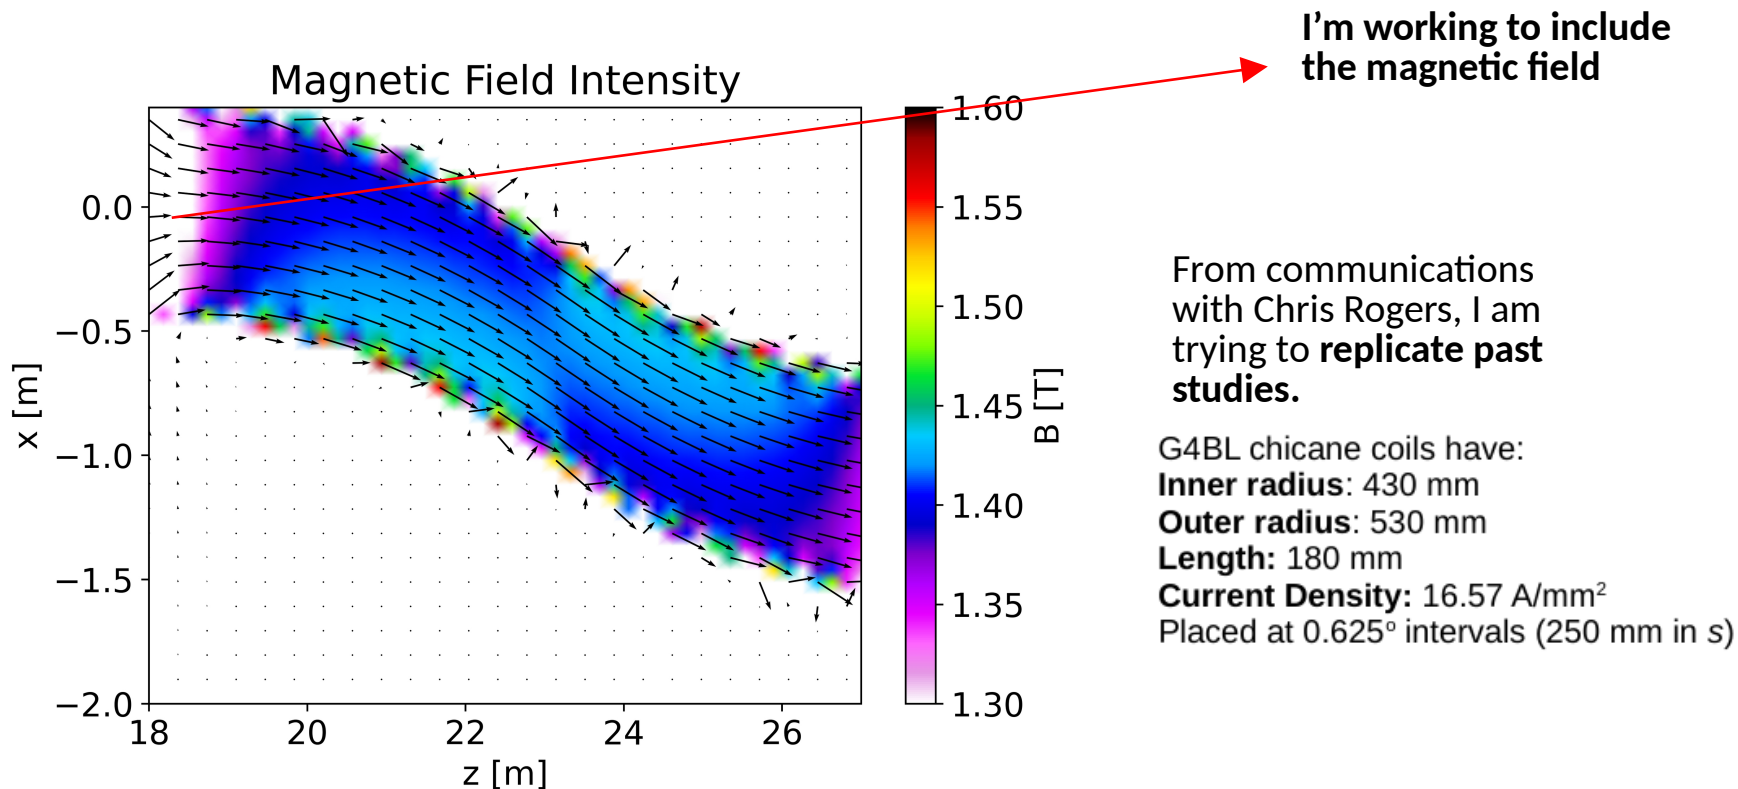 I'm working to include
the magnetic field
Magnetic Field Intensity
1.60
1.55
1.50
1.45
1.40
1.35
1.30
B [T]
0.0
−0.5
−1.0
−1.5
−2.0
x [m]
18 20 22 24 26
z [m]
From communications
with Chris Rogers, I am
trying to replicate past
studies.
G4BL chicane coils have:
Inner radius: 430 mm
Outer radius: 530 mm
Length: 180 mm
Current Density: 16.57 A/mm²
Placed at 0.625º intervals (250 mm in s)